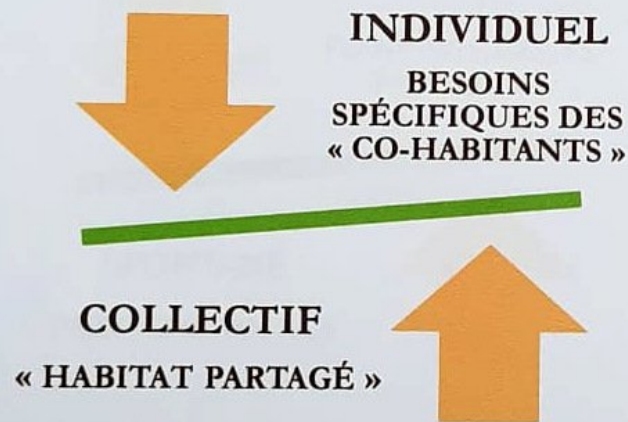 INDIVIDUEL
BESOINS
SPÉCIFIQUES DES
« CO-HABITANTS »
COLLECTIF
« HABITAT PARTAGÉ »